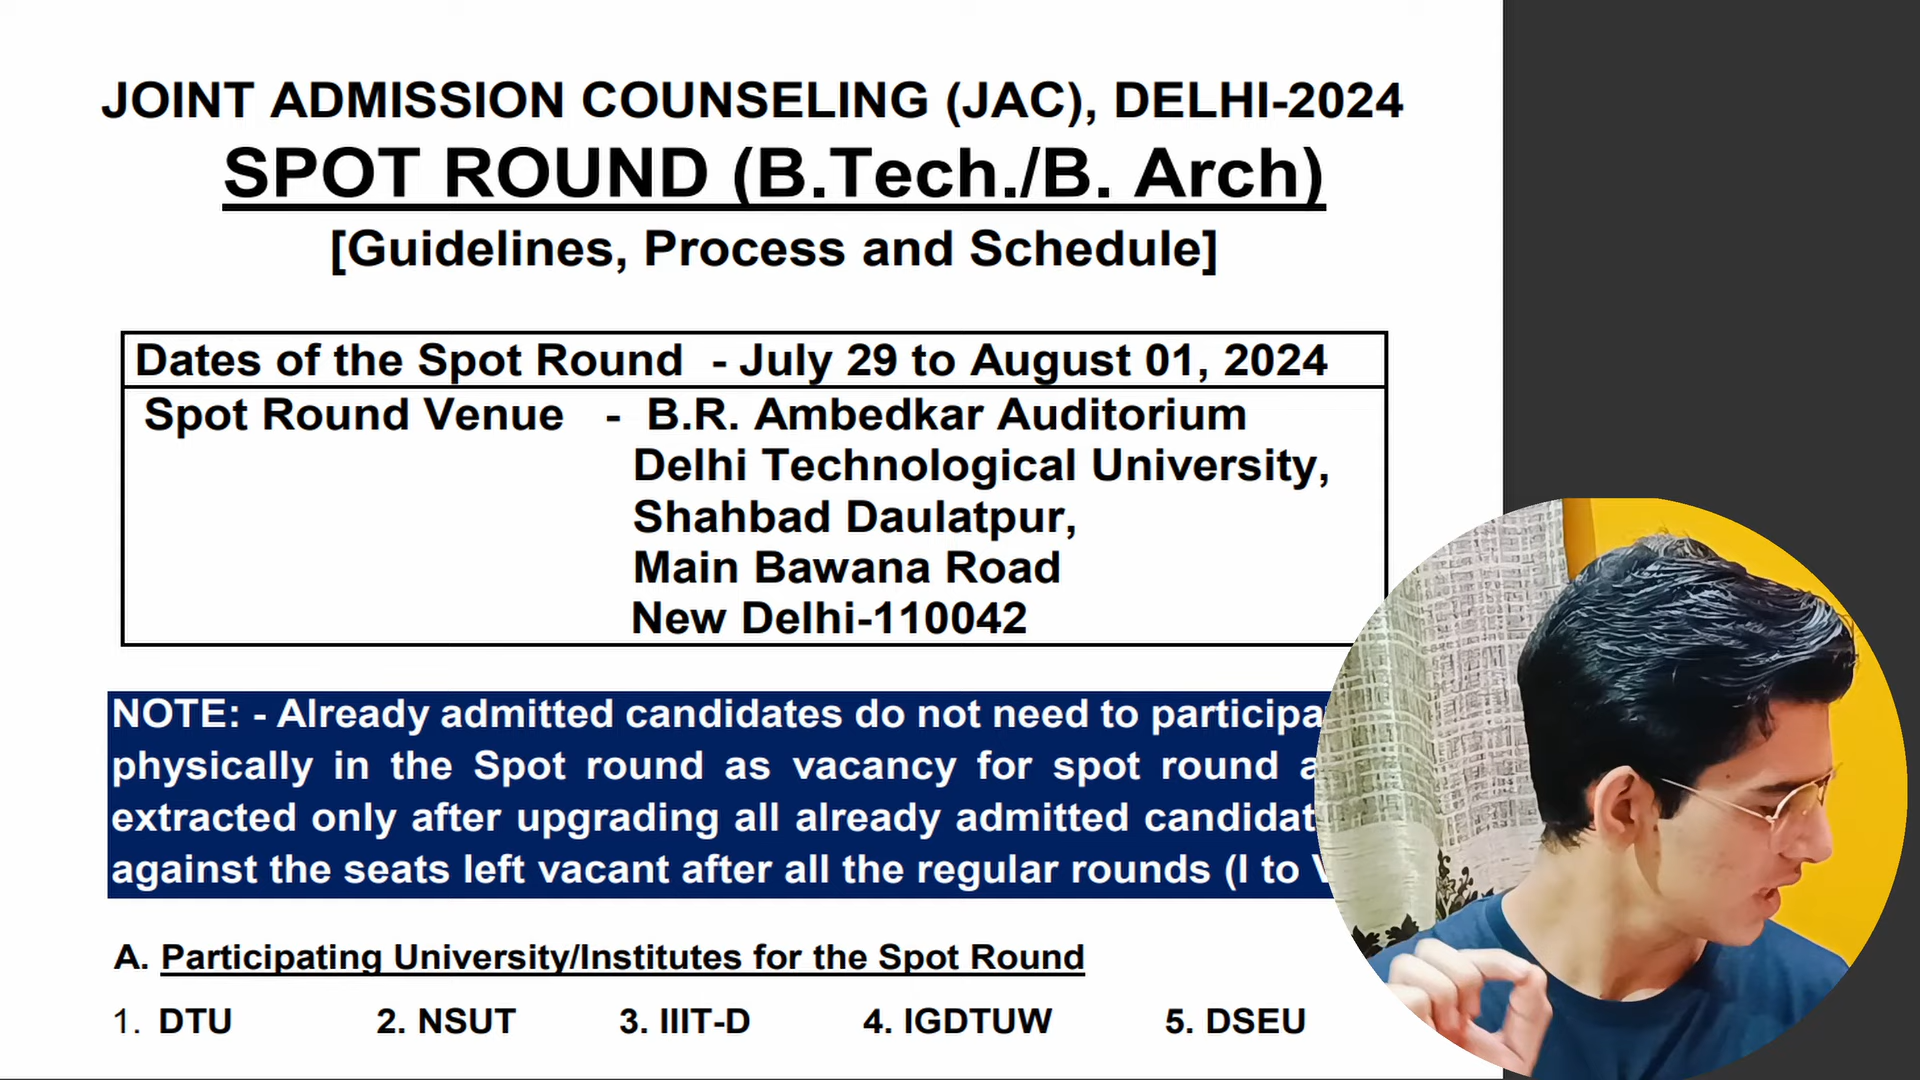 JOINT ADMISSION COUNSELING (JAC), DELHI-2024
SPOT ROUND (B.Tech./B. Arch)
[Guidelines, Process and Schedule]
Dates of the Spot Round - July 29 to August 01, 2024
Spot Round Venue - B.R. Ambedkar Auditorium
Delhi Technological University,
Shahbad Daulatpur,
Main Bawana Road
New Delhi-110042
NOTE: - Already admitted candidates do not need to
physically in the Spot round as vacancy for spot round
extracted only after upgrading all already admitted
against the seats left vacant after all the regular rounds (I to
A. Participating University/Institutes for the Spot Round
1. DTU 2. NSUT 3. IIIT-D 4. IGDTUW 5. DSEU